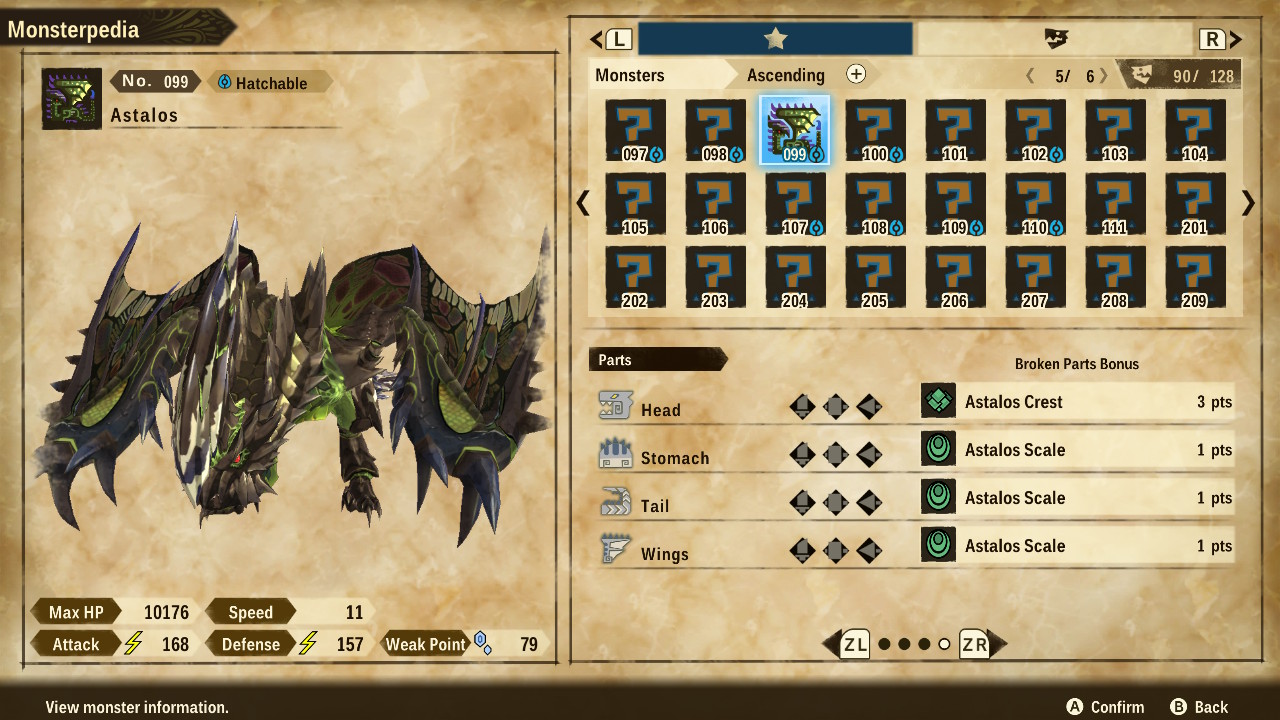 Monsterpedia
No. 099
Hatchable
Astalos
Max HP 10176
Speed 11
Attack 168
Defense 157
Weak Point 79
L
R
Monsters
Ascending
5/ 6
90/ 128
097 098 099 100 101 102 103 104
105 106 107 108 109 110 111 201
202 203 204 205 206 207 208 209
Parts
Broken Parts Bonus
Head
Astalos Crest 3 pts
Stomach
Astalos Scale 1 pts
Tail
Astalos Scale 1 pts
Wings
Astalos Scale 1 pts
ZL ZR
View monster information.
A Confirm B Back